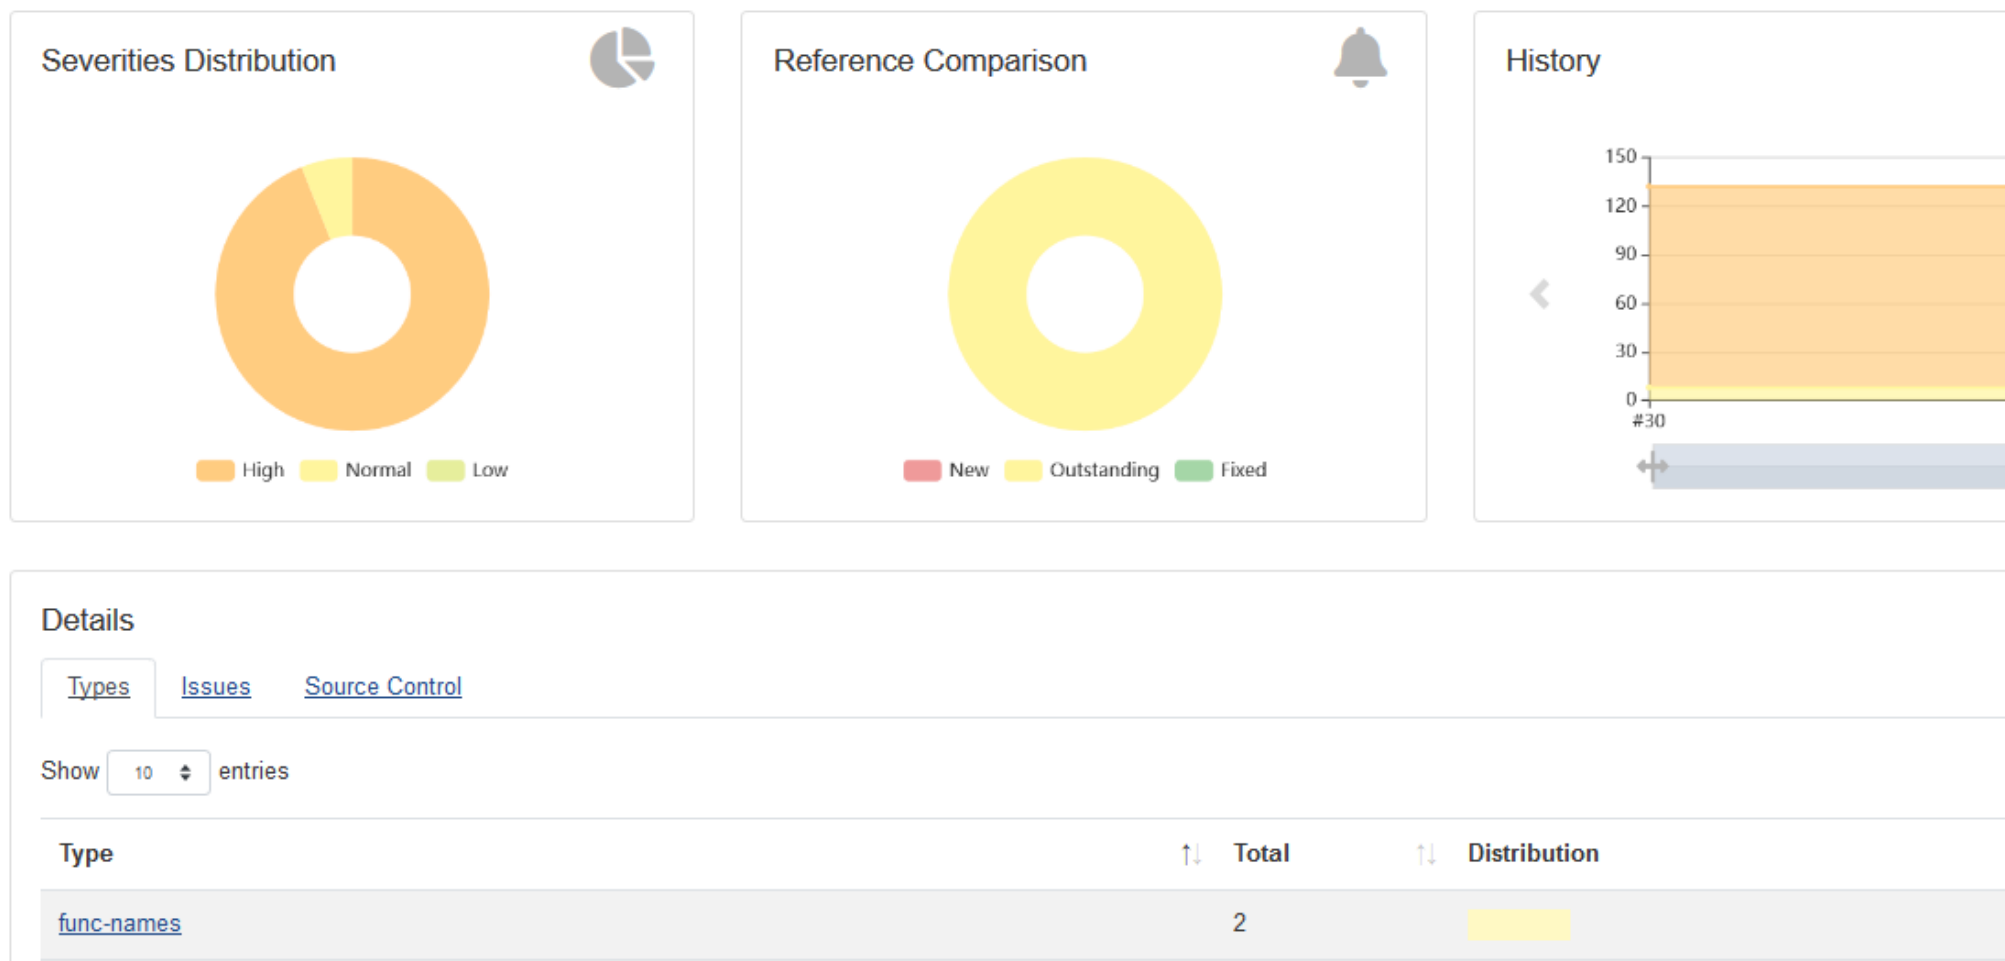 Severities Distribution
High Normal Low
Reference Comparison
New Outstanding Fixed
History
150
120
90
60
30
0
#30
Details
Types Issues Source Control
Show 10 entries
Type Total Distribution
func-names 2